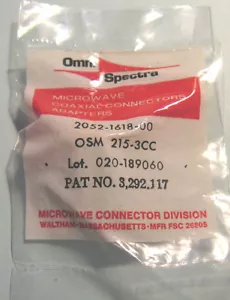 Omni
Spectra
MICROWAVE
COAXIAL CONNECTORS
ADAPTERS
2052-1618-00
OSM 215-3CC
Lot. 020-189060
PAT NO. 3,292,117
MICROWAVE CONNECTOR DIVISION
WALTHAM, MASSACHUSETTS • MFR FSC 26805